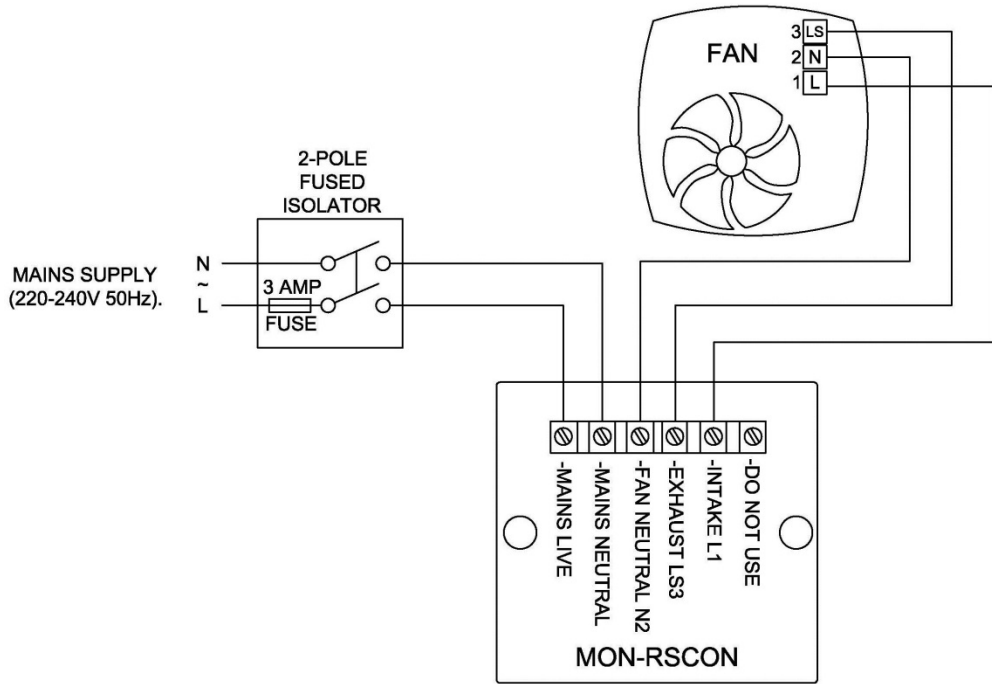 3 LS
FAN
2 N
1 L
2-POLE
FUSED
ISOLATOR
MAINS SUPPLY
(220-240V 50Hz).
N
~
L
3 AMP
FUSE
-MAINS LIVE
-MAINS NEUTRAL
-FAN NEUTRAL N2
-EXHAUST LS3
-INTAKE L1
-DO NOT USE
MON-RSCON